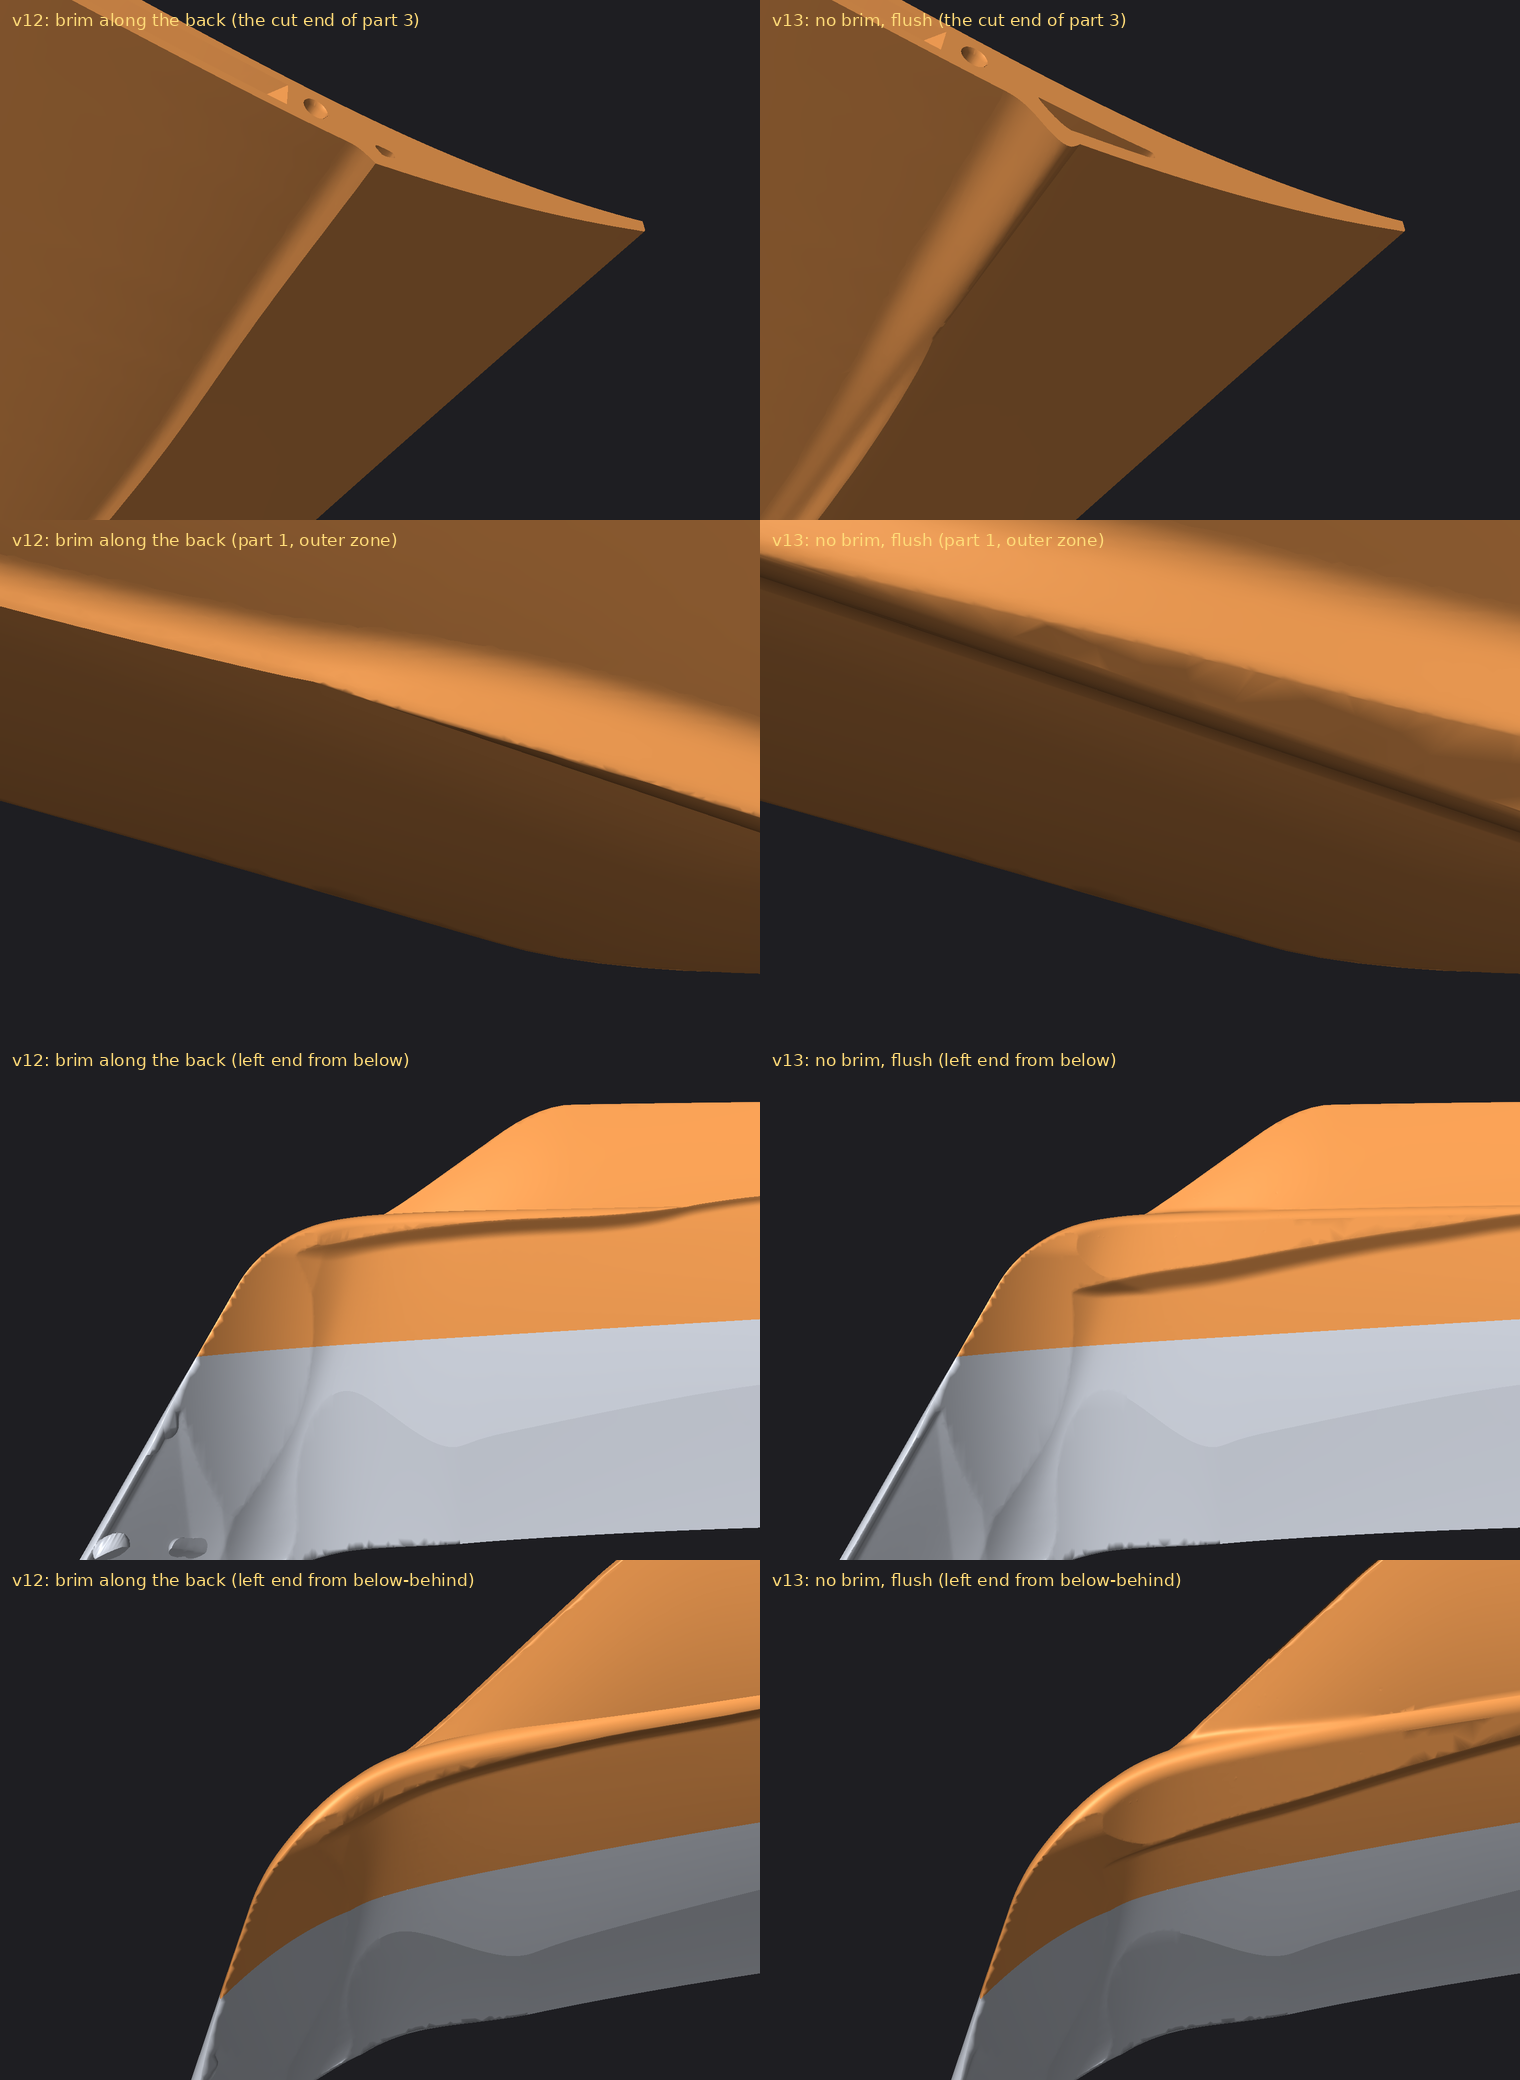 v12: brim along the back (the cut end of part 3)
v13: no brim, flush (the cut end of part 3)
v12: brim along the back (part 1, outer zone)
v13: no brim, flush (part 1, outer zone)
v12: brim along the back (left end from below)
v13: no brim, flush (left end from below)
v12: brim along the back (left end from below-behind)
v13: no brim, flush (left end from below-behind)